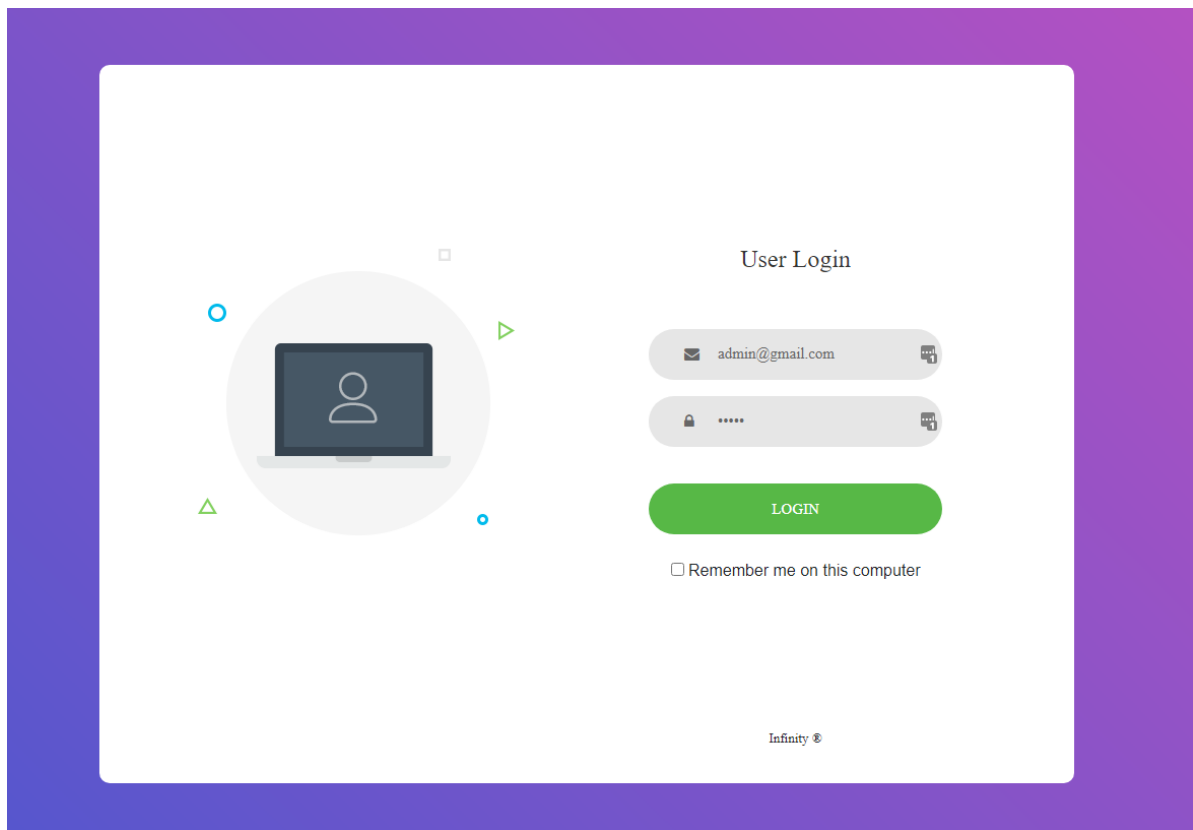 User Login
admin@gmail.com
•••••
LOGIN
Remember me on this computer
Infinity ®